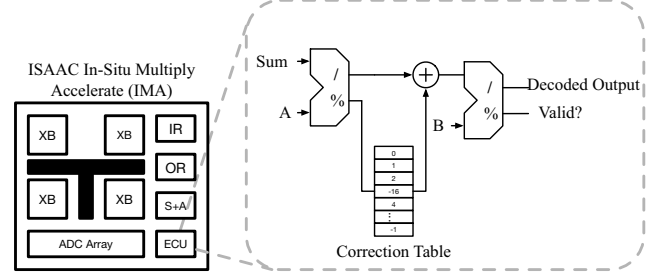 ISAAC In-Situ Multiply
Accelerate (IMA)
XB
XB
IR
OR
XB
XB
S+A
ADC Array
ECU
Sum
A
/
%
+
B
/
%
Decoded Output
Valid?
0
1
2
-16
4
⋮
-1
Correction Table